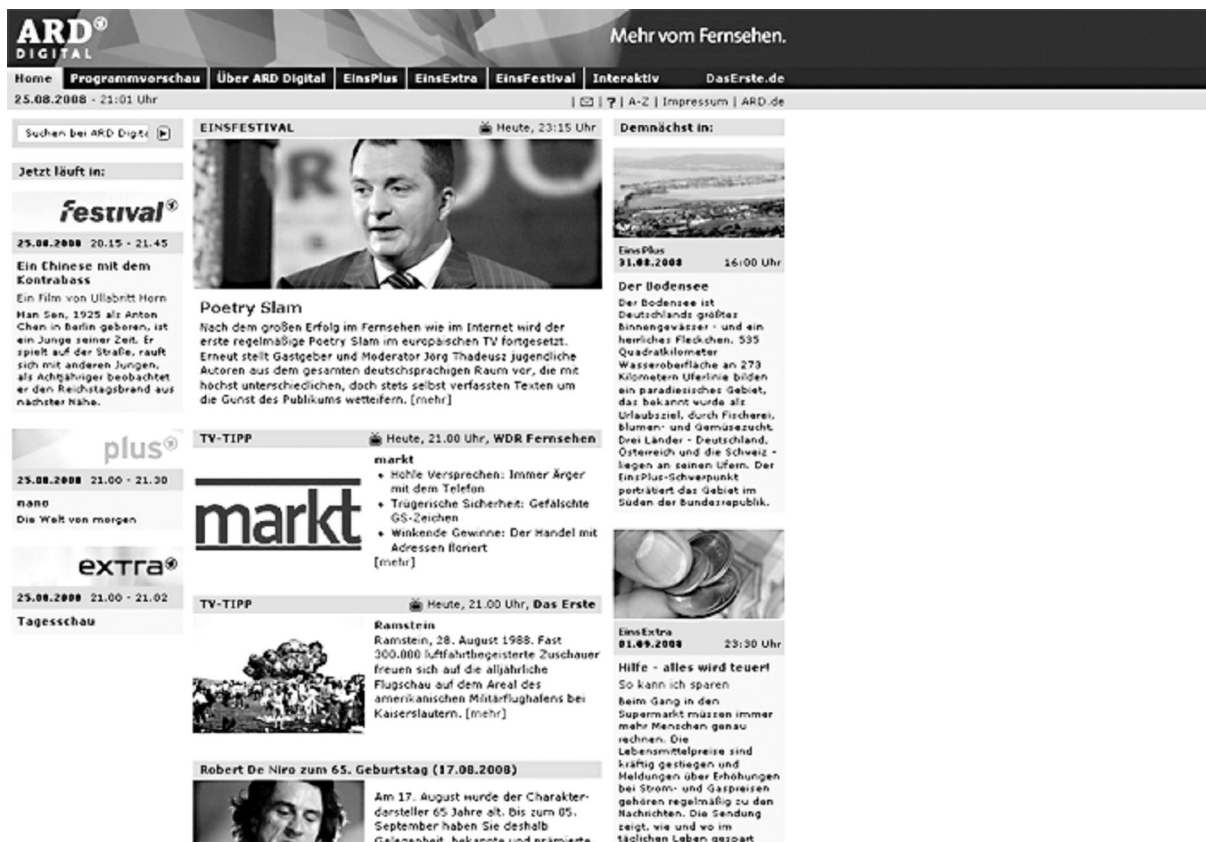 ARD
DIGITAL
Mehr vom Fernsehen.
Home
Programmvorschau
Über ARD Digital
EinsPlus
EinsExtra
EinsFestival
Interaktiv
DasErste.de
25.08.2008 - 21:01 Uhr
| ? | A-Z | Impressum | ARD.de
Suchen bei ARD Digita
Jetzt läuft in:
festival
25.08.2008 20.15 - 21.45
Ein Chinese mit dem
Kontrabass
Ein Film von Ullabritt Horn
Han Sen, 1925 als Anton
Chen in Berlin geboren, ist
ein Junge seiner Zeit. Er
spielt auf der Straße, rauft
sich mit anderen Jungen,
als Achtjähriger beobachtet
er den Reichstagsbrand aus
nächster Nähe.
plus
25.08.2008 21.00 - 21.30
nano
Die Welt von morgen
extra
25.08.2008 21.00 - 21.02
Tagesschau
EINSFESTIVAL
Heute, 23:15 Uhr
Poetry Slam
Nach dem großen Erfolg im Fernsehen wie im Internet wird der
erste regelmäßige Poetry Slam im europäischen TV fortgesetzt.
Erneut stellt Gastgeber und Moderator Jörg Thadeusz jugendliche
Autoren aus dem gesamten deutschsprachigen Raum vor, die mit
höchst unterschiedlichen, doch stets selbst verfassten Texten um
die Gunst des Publikums wetteifern. [mehr]
TV-TIPP
Heute, 21.00 Uhr, WDR Fernsehen
markt
markt
Hohle Versprechen: Immer Ärger
mit dem Telefon
Trügerische Sicherheit: Gefälschte
GS-Zeichen
Winkende Gewinne: Der Handel mit
Adressen floriert
[mehr]
TV-TIPP
Heute, 21.00 Uhr, Das Erste
Ramstein
Ramstein, 28. August 1988. Fast
300.000 luftfahrtbegeisterte Zuschauer
freuen sich auf die alljährliche
Flugschau auf dem Areal des
amerikanischen Militärflughafens bei
Kaiserslautern. [mehr]
Robert De Niro zum 65. Geburtstag (17.08.2008)
Am 17. August wurde der Charakter-
darsteller 65 Jahre alt. Bis zum 05.
September haben Sie deshalb
Gelegenheit, bekannte und prämierte
Demnächst in:
EinsPlus
31.08.2008 16:00 Uhr
Der Bodensee
Der Bodensee ist
Deutschlands größtes
Binnengewässer - und ein
herrliches Fleckchen. 535
Quadratkilometer
Wasseroberfläche an 273
Kilometern Uferlinie bilden
ein paradiesisches Gebiet,
das bekannt wurde als
Urlaubsziel, durch Fischerei,
Blumen- und Gemüsezucht.
Drei Länder - Deutschland,
Österreich und die Schweiz -
liegen an seinen Ufern. Der
EinsPlus-Schwerpunkt
porträtiert das Gebiet im
Süden der Bundesrepublik.
EinsExtra
01.09.2008 23:30 Uhr
Hilfe - alles wird teuer!
So kann ich sparen
Beim Gang in den
Supermarkt müssen immer
mehr Menschen genau
rechnen. Die
Lebensmittelpreise sind
kräftig gestiegen und
Meldungen über Erhöhungen
bei Strom- und Gaspreisen
gehören regelmäßig zu den
Nachrichten. Die Sendung
zeigt, wie und wo im
täglichen Leben gespart